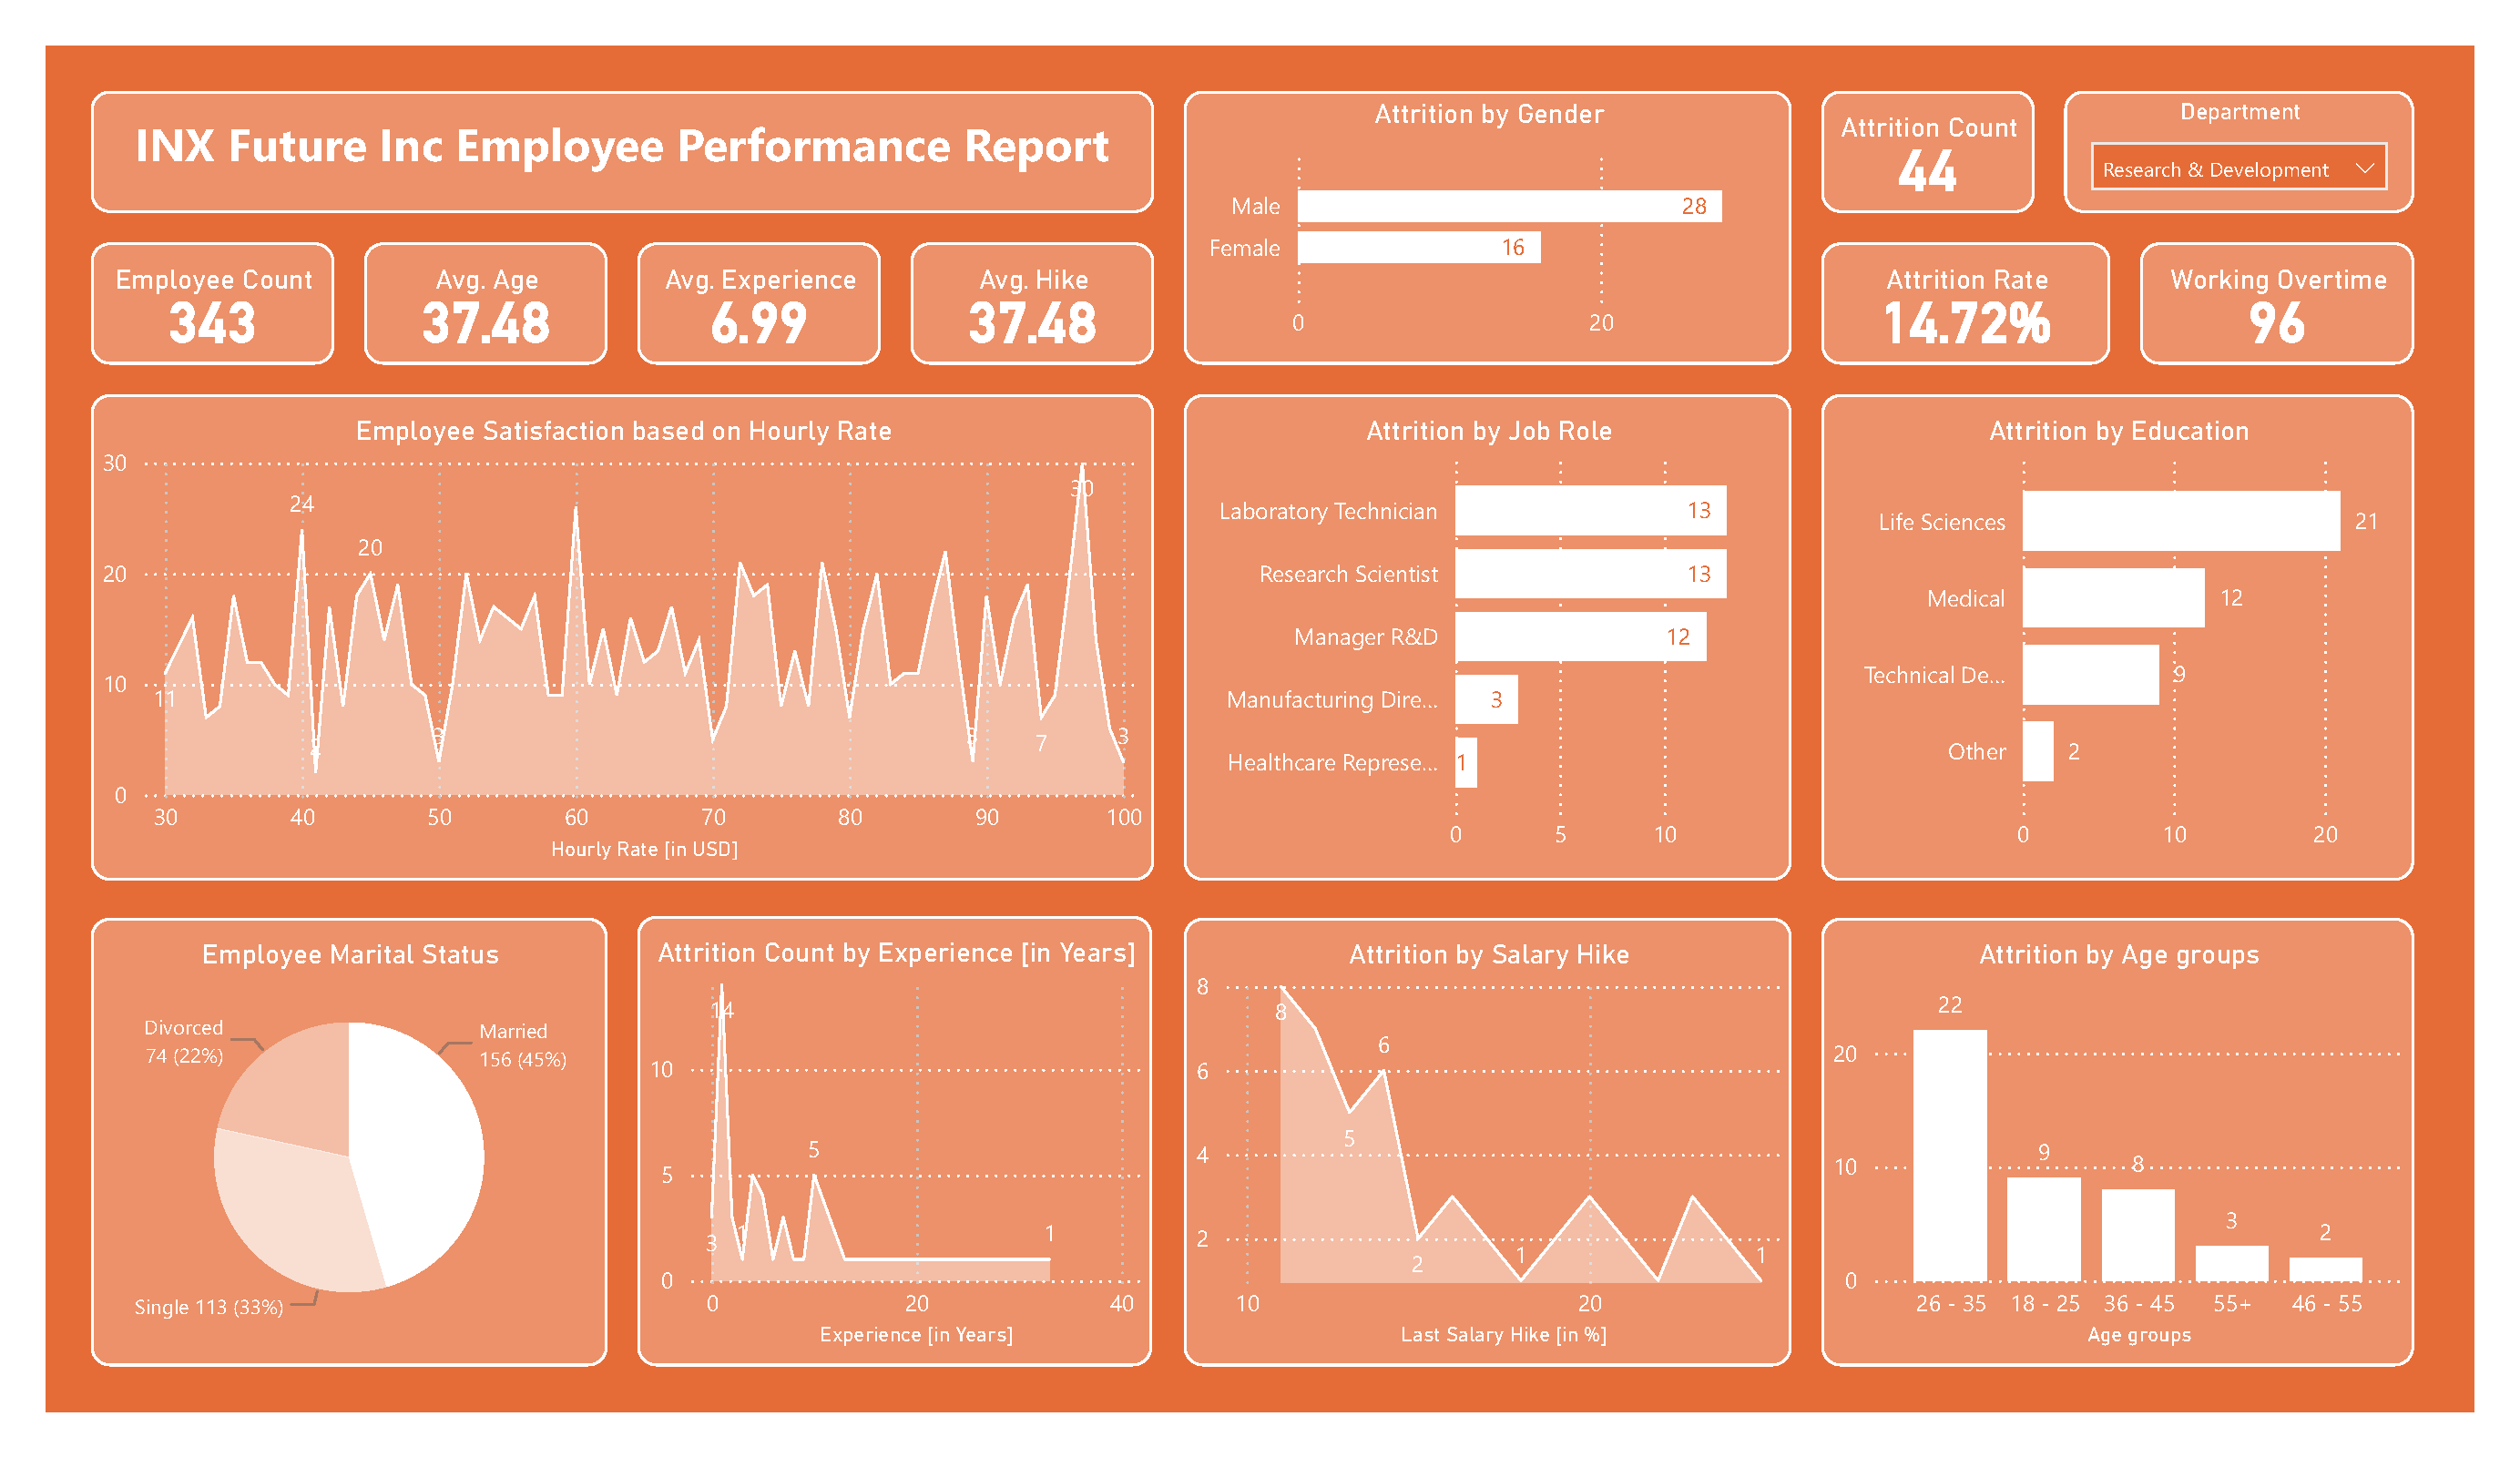 INX Future Inc Employee Performance Report
Employee Count
343
Avg. Age
37.48
Avg. Experience
6.99
Avg. Hike
37.48
Attrition by Gender
Male
28
Female
16
0
20
Attrition Count
44
Department
Research & Development
Attrition Rate
14.72%
Working Overtime
96
Employee Satisfaction based on Hourly Rate
30
20
10
0
11
24
20
3
7
30
3
30
40
50
60
70
80
90
100
Hourly Rate [in USD]
Attrition by Job Role
Laboratory Technician
13
Research Scientist
13
Manager R&D
12
Manufacturing Dire...
3
Healthcare Represe...
1
0
5
10
Attrition by Education
Life Sciences
21
Medical
12
Technical De...
9
Other
2
0
10
20
Employee Marital Status
Divorced
74 (22%)
Married
156 (45%)
Single 113 (33%)
Attrition Count by Experience [in Years]
10
5
0
14
3
1
5
1
0
20
40
Experience [in Years]
Attrition by Salary Hike
8
6
4
2
8
5
6
2
1
1
10
20
Last Salary Hike [in %]
Attrition by Age groups
20
10
0
22
9
8
3
2
26 - 35
18 - 25
36 - 45
55+
46 - 55
Age groups